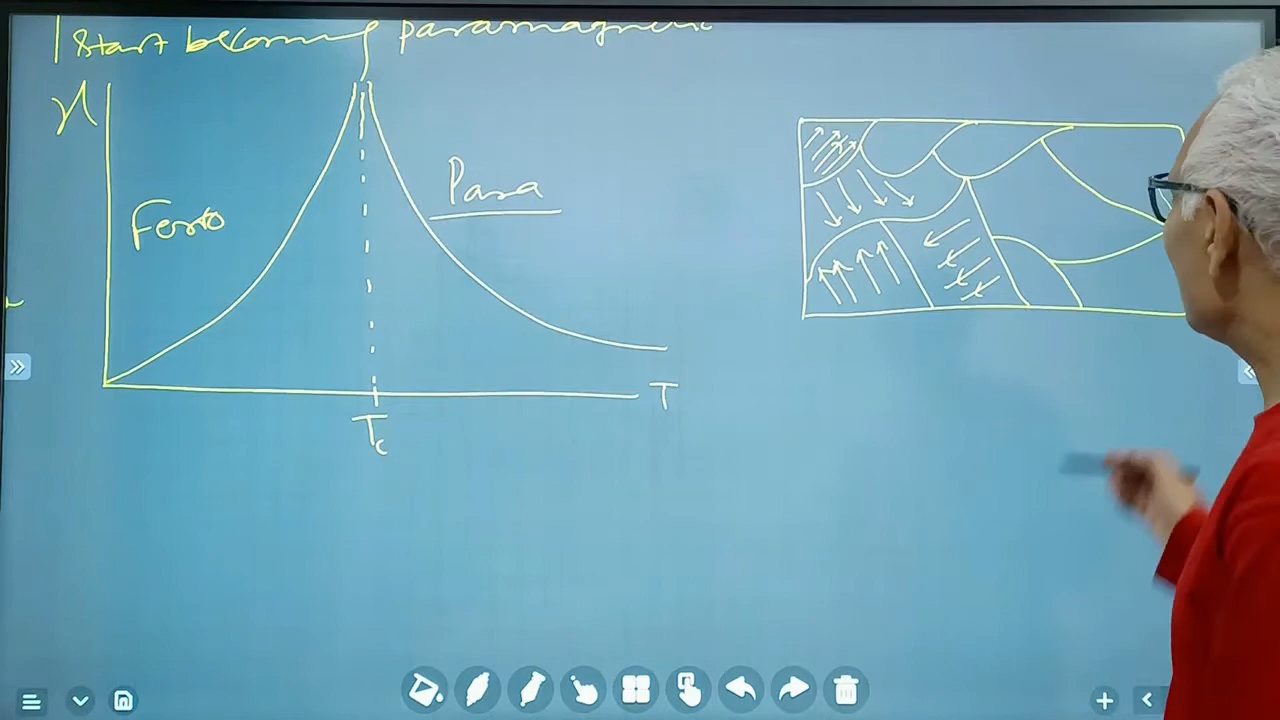 Start becoming paramagnetic
χ
Ferro
Para
T
Tc